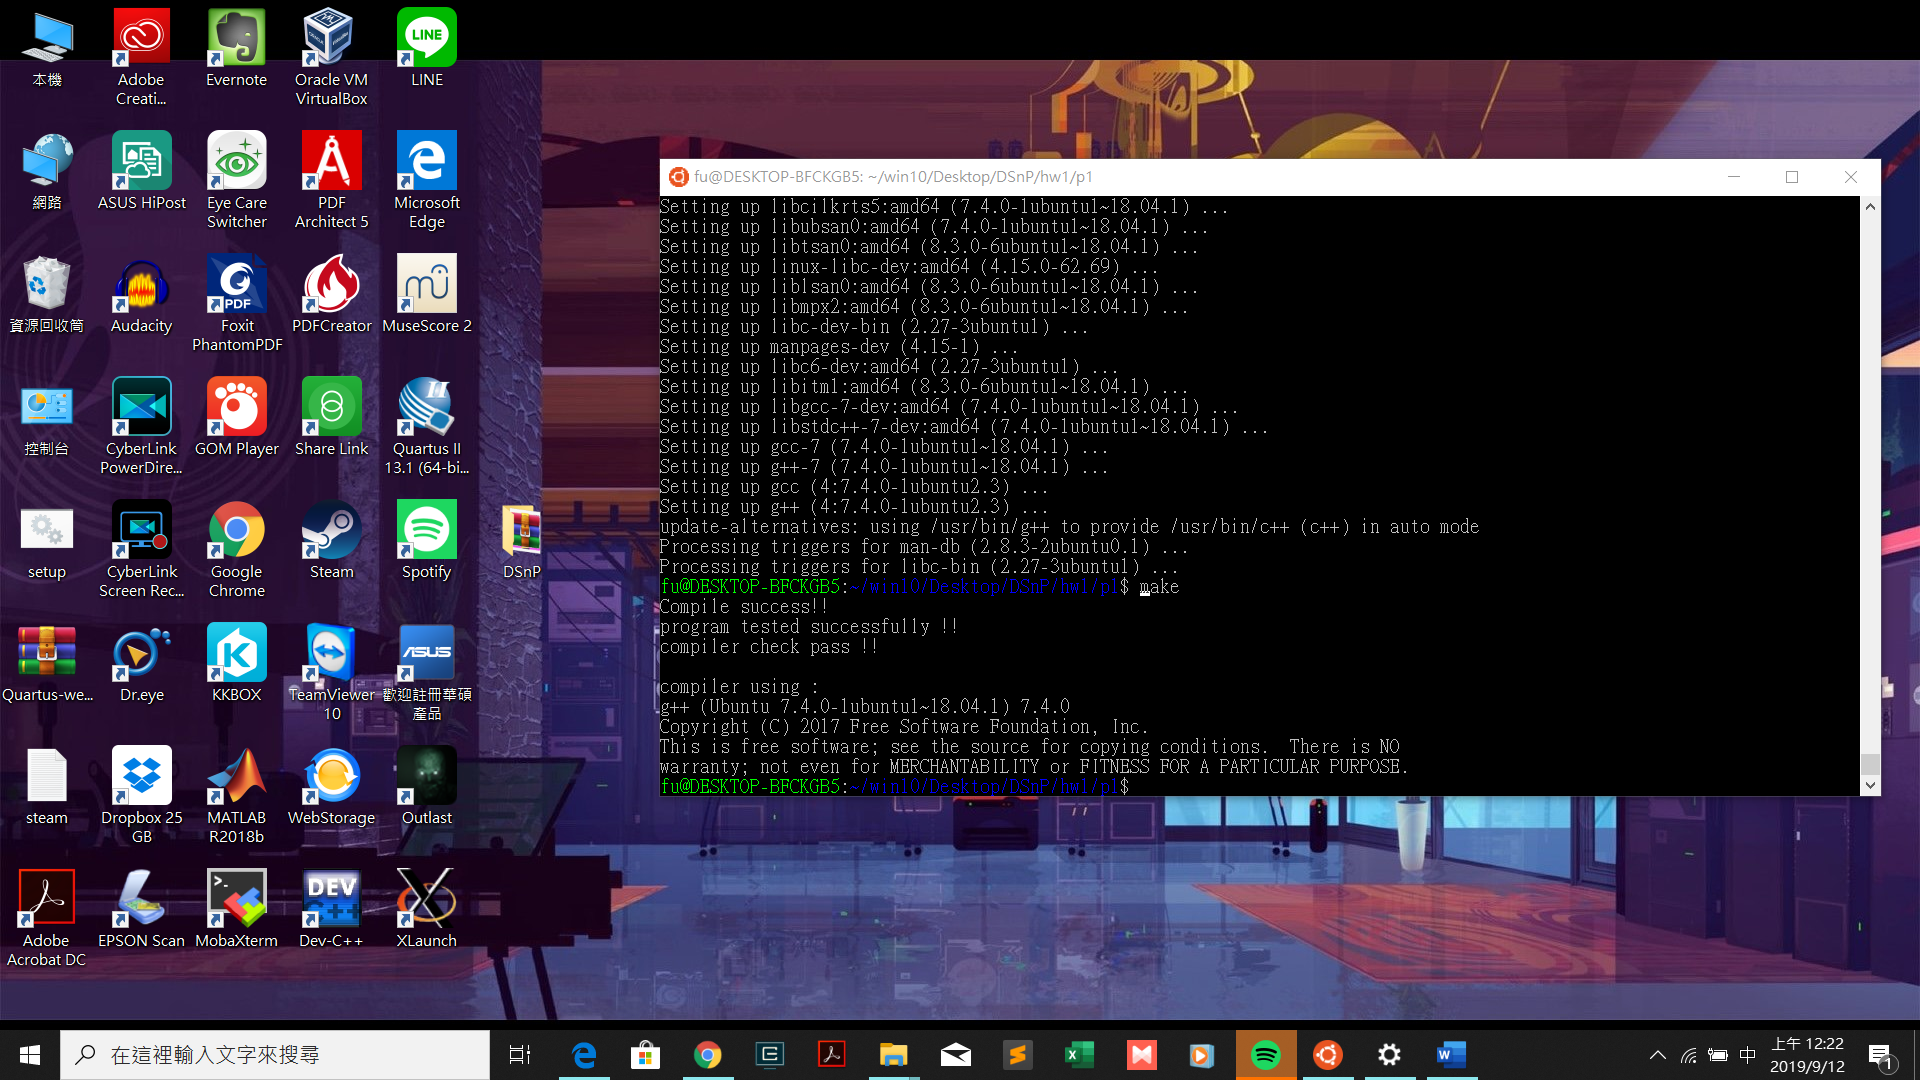 本機
Adobe
Creati...
Evernote
Oracle VM
VirtualBox
LINE
LINE
網路
ASUS HiPost
Eye Care
Switcher
PDF
Architect 5
Microsoft
Edge
資源回收筒
Audacity
PDF
Foxit
PhantomPDF
PDFCreator
MuseScore 2
控制台
CyberLink
PowerDire...
GOM Player
Share Link
II
Quartus II
13.1 (64-bi...
setup
CyberLink
Screen Rec...
Google
Chrome
Steam
Spotify
DSnP
Quartus-we...
Dr.eye
KKBOX
TeamViewer
10
ASUS
歡迎註冊華碩
產品
steam
Dropbox 25
GB
MATLAB
R2018b
WebStorage
Outlast
Adobe
Acrobat DC
EPSON Scan
MobaXterm
DEV
C++
Dev-C++
XLaunch
fu@DESKTOP-BFCKGB5: ~/win10/Desktop/DSnP/hw1/p1
Setting up libcilkrts5:amd64 (7.4.0-1ubuntu1~18.04.1) ...
Setting up libubsan0:amd64 (7.4.0-1ubuntu1~18.04.1) ...
Setting up libtsan0:amd64 (8.3.0-6ubuntu1~18.04.1) ...
Setting up linux-libc-dev:amd64 (4.15.0-62.69) ...
Setting up liblsan0:amd64 (8.3.0-6ubuntu1~18.04.1) ...
Setting up libmpx2:amd64 (8.3.0-6ubuntu1~18.04.1) ...
Setting up libc-dev-bin (2.27-3ubuntu1) ...
Setting up manpages-dev (4.15-1) ...
Setting up libc6-dev:amd64 (2.27-3ubuntu1) ...
Setting up libitm1:amd64 (8.3.0-6ubuntu1~18.04.1) ...
Setting up libgcc-7-dev:amd64 (7.4.0-1ubuntu1~18.04.1) ...
Setting up libstdc++-7-dev:amd64 (7.4.0-1ubuntu1~18.04.1) ...
Setting up gcc-7 (7.4.0-1ubuntu1~18.04.1) ...
Setting up g++-7 (7.4.0-1ubuntu1~18.04.1) ...
Setting up gcc (4:7.4.0-1ubuntu2.3) ...
Setting up g++ (4:7.4.0-1ubuntu2.3) ...
update-alternatives: using /usr/bin/g++ to provide /usr/bin/c++ (c++) in auto mode
Processing triggers for man-db (2.8.3-2ubuntu0.1) ...
Processing triggers for libc-bin (2.27-3ubuntu1) ...
fu@DESKTOP-BFCKGB5:~/win10/Desktop/DSnP/hw1/p1$ make
Compile success!!
program tested successfully !!
compiler check pass !!
compiler using :
g++ (Ubuntu 7.4.0-1ubuntu1~18.04.1) 7.4.0
Copyright (C) 2017 Free Software Foundation, Inc.
This is free software; see the source for copying conditions.  There is NO
warranty; not even for MERCHANTABILITY or FITNESS FOR A PARTICULAR PURPOSE.
fu@DESKTOP-BFCKGB5:~/win10/Desktop/DSnP/hw1/p1$
在這裡輸入文字來搜尋
中
上午 12:22
2019/9/12
1